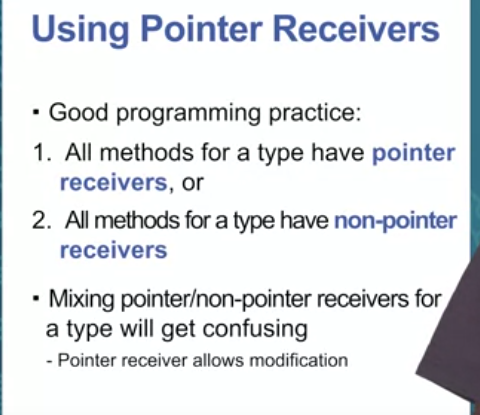 Using Pointer Receivers
▪ Good programming practice:
1. All methods for a type have pointer
receivers, or
2. All methods for a type have non-pointer
receivers
▪ Mixing pointer/non-pointer receivers for
a type will get confusing
- Pointer receiver allows modification